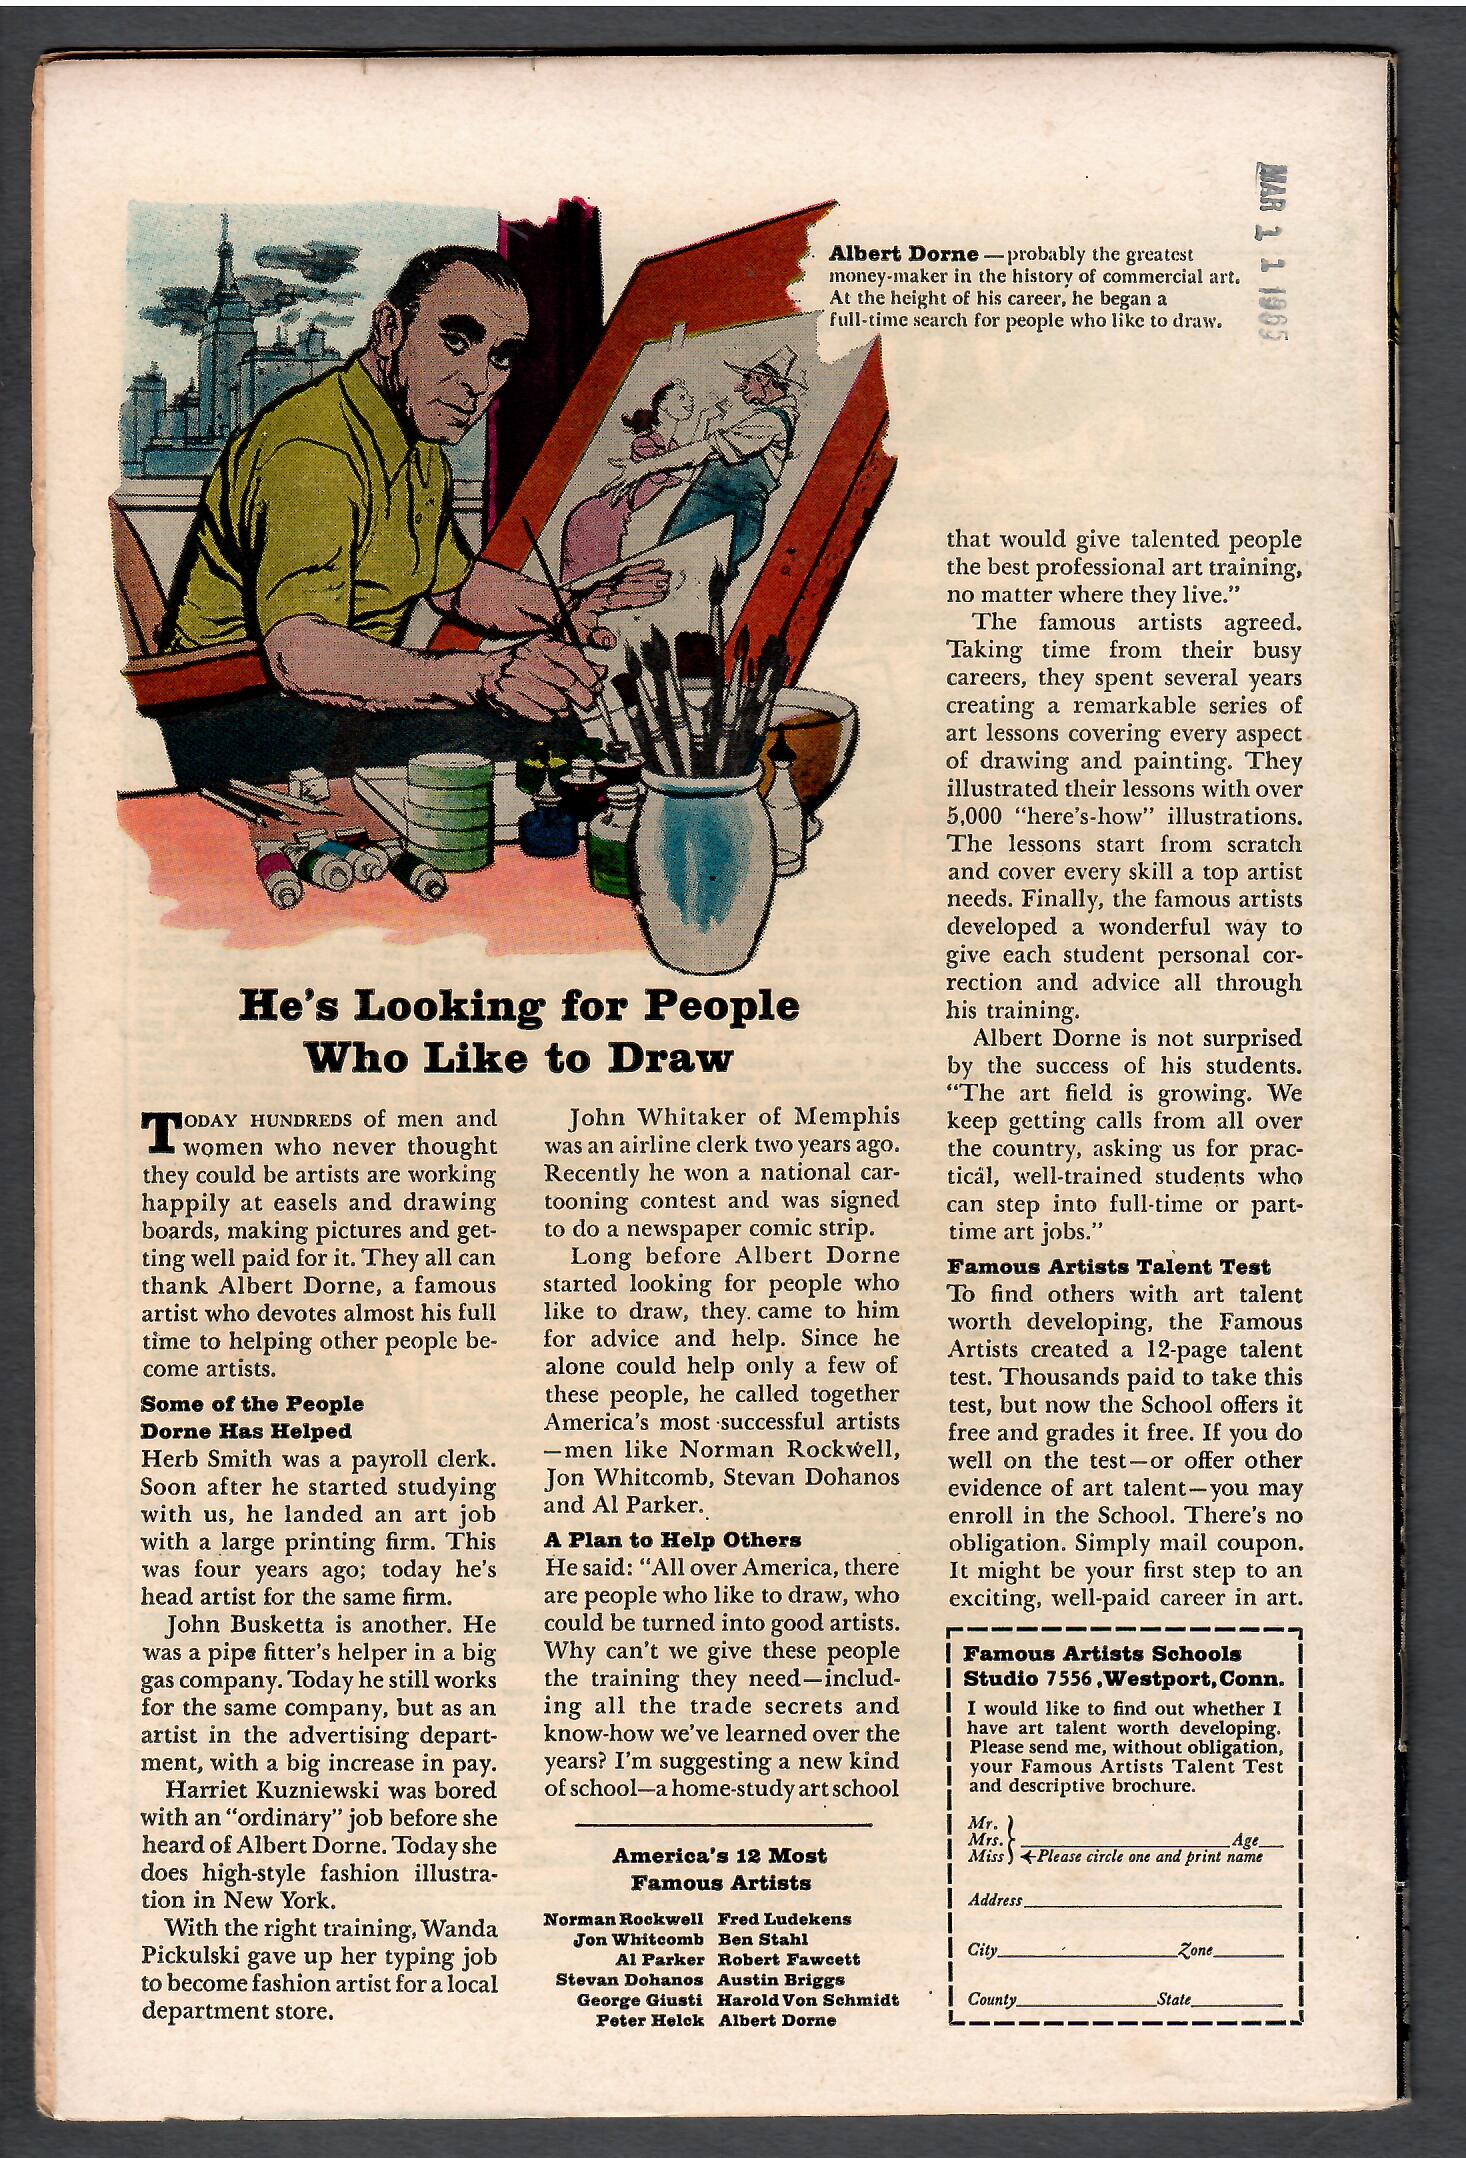 MAR 11 1965
Albert Dorne — probably the greatest
money-maker in the history of commercial art.
At the height of his career, he began a
full-time search for people who like to draw.
He's Looking for People
Who Like to Draw
TODAY HUNDREDS of men and
women who never thought
they could be artists are working
happily at easels and drawing
boards, making pictures and get-
ting well paid for it. They all can
thank Albert Dorne, a famous
artist who devotes almost his full
time to helping other people be-
come artists.
Some of the People
Dorne Has Helped
Herb Smith was a payroll clerk.
Soon after he started studying
with us, he landed an art job
with a large printing firm. This
was four years ago; today he's
head artist for the same firm.
John Busketta is another. He
was a pipe fitter's helper in a big
gas company. Today he still works
for the same company, but as an
artist in the advertising depart-
ment, with a big increase in pay.
Harriet Kuzniewski was bored
with an "ordinary" job before she
heard of Albert Dorne. Today she
does high-style fashion illustra-
tion in New York.
With the right training, Wanda
Pickulski gave up her typing job
to become fashion artist for a local
department store.
John Whitaker of Memphis
was an airline clerk two years ago.
Recently he won a national car-
tooning contest and was signed
to do a newspaper comic strip.
Long before Albert Dorne
started looking for people who
like to draw, they came to him
for advice and help. Since he
alone could help only a few of
these people, he called together
America's most successful artists
—men like Norman Rockwell,
Jon Whitcomb, Stevan Dohanos
and Al Parker.
A Plan to Help Others
He said: "All over America, there
are people who like to draw, who
could be turned into good artists.
Why can't we give these people
the training they need—includ-
ing all the trade secrets and
know-how we've learned over the
years? I'm suggesting a new kind
of school—a home-study art school
America's 12 Most
Famous Artists
Norman Rockwell Fred Ludekens
Jon Whitcomb Ben Stahl
Al Parker Robert Fawcett
Stevan Dohanos Austin Briggs
George Giusti Harold Von Schmidt
Peter Helck Albert Dorne
that would give talented people
the best professional art training,
no matter where they live."
The famous artists agreed.
Taking time from their busy
careers, they spent several years
creating a remarkable series of
art lessons covering every aspect
of drawing and painting. They
illustrated their lessons with over
5,000 "here's-how" illustrations.
The lessons start from scratch
and cover every skill a top artist
needs. Finally, the famous artists
developed a wonderful way to
give each student personal cor-
rection and advice all through
his training.
Albert Dorne is not surprised
by the success of his students.
"The art field is growing. We
keep getting calls from all over
the country, asking us for prac-
tical, well-trained students who
can step into full-time or part-
time art jobs."
Famous Artists Talent Test
To find others with art talent
worth developing, the Famous
Artists created a 12-page talent
test. Thousands paid to take this
test, but now the School offers it
free and grades it free. If you do
well on the test—or offer other
evidence of art talent—you may
enroll in the School. There's no
obligation. Simply mail coupon.
It might be your first step to an
exciting, well-paid career in art.
Famous Artists Schools
Studio 7556, Westport, Conn.
I would like to find out whether I
have art talent worth developing.
Please send me, without obligation,
your Famous Artists Talent Test
and descriptive brochure.
Mr.
Mrs. Age
Miss ←Please circle one and print name
Address
City Zone
County State